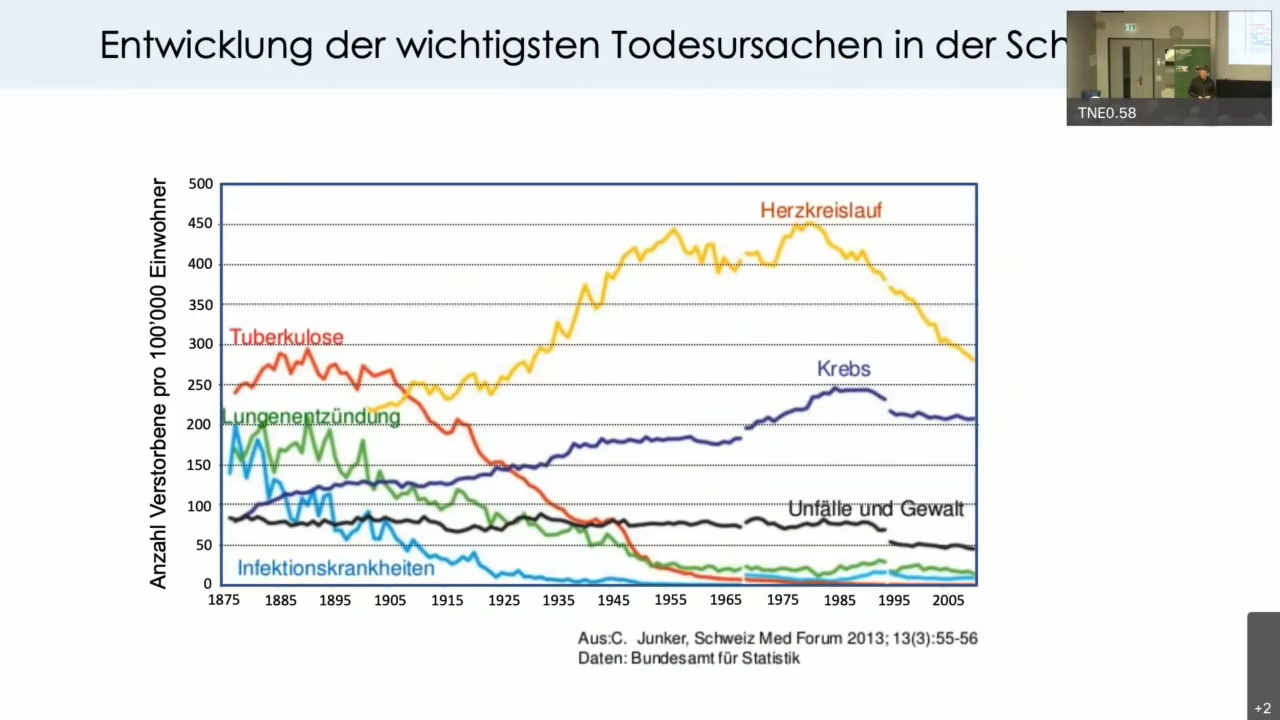 Entwicklung der wichtigsten Todesursachen in der Sch
TNE0.58
Anzahl Verstorbene pro 100'000 Einwohner
500
450
400
350
300
250
200
150
100
50
0
Herzkreislauf
Tuberkulose
Krebs
Lungenentzündung
Unfälle und Gewalt
Infektionskrankheiten
1875 1885 1895 1905 1915 1925 1935 1945 1955 1965 1975 1985 1995 2005
Aus:C. Junker, Schweiz Med Forum 2013; 13(3):55-56
Daten: Bundesamt für Statistik
+2